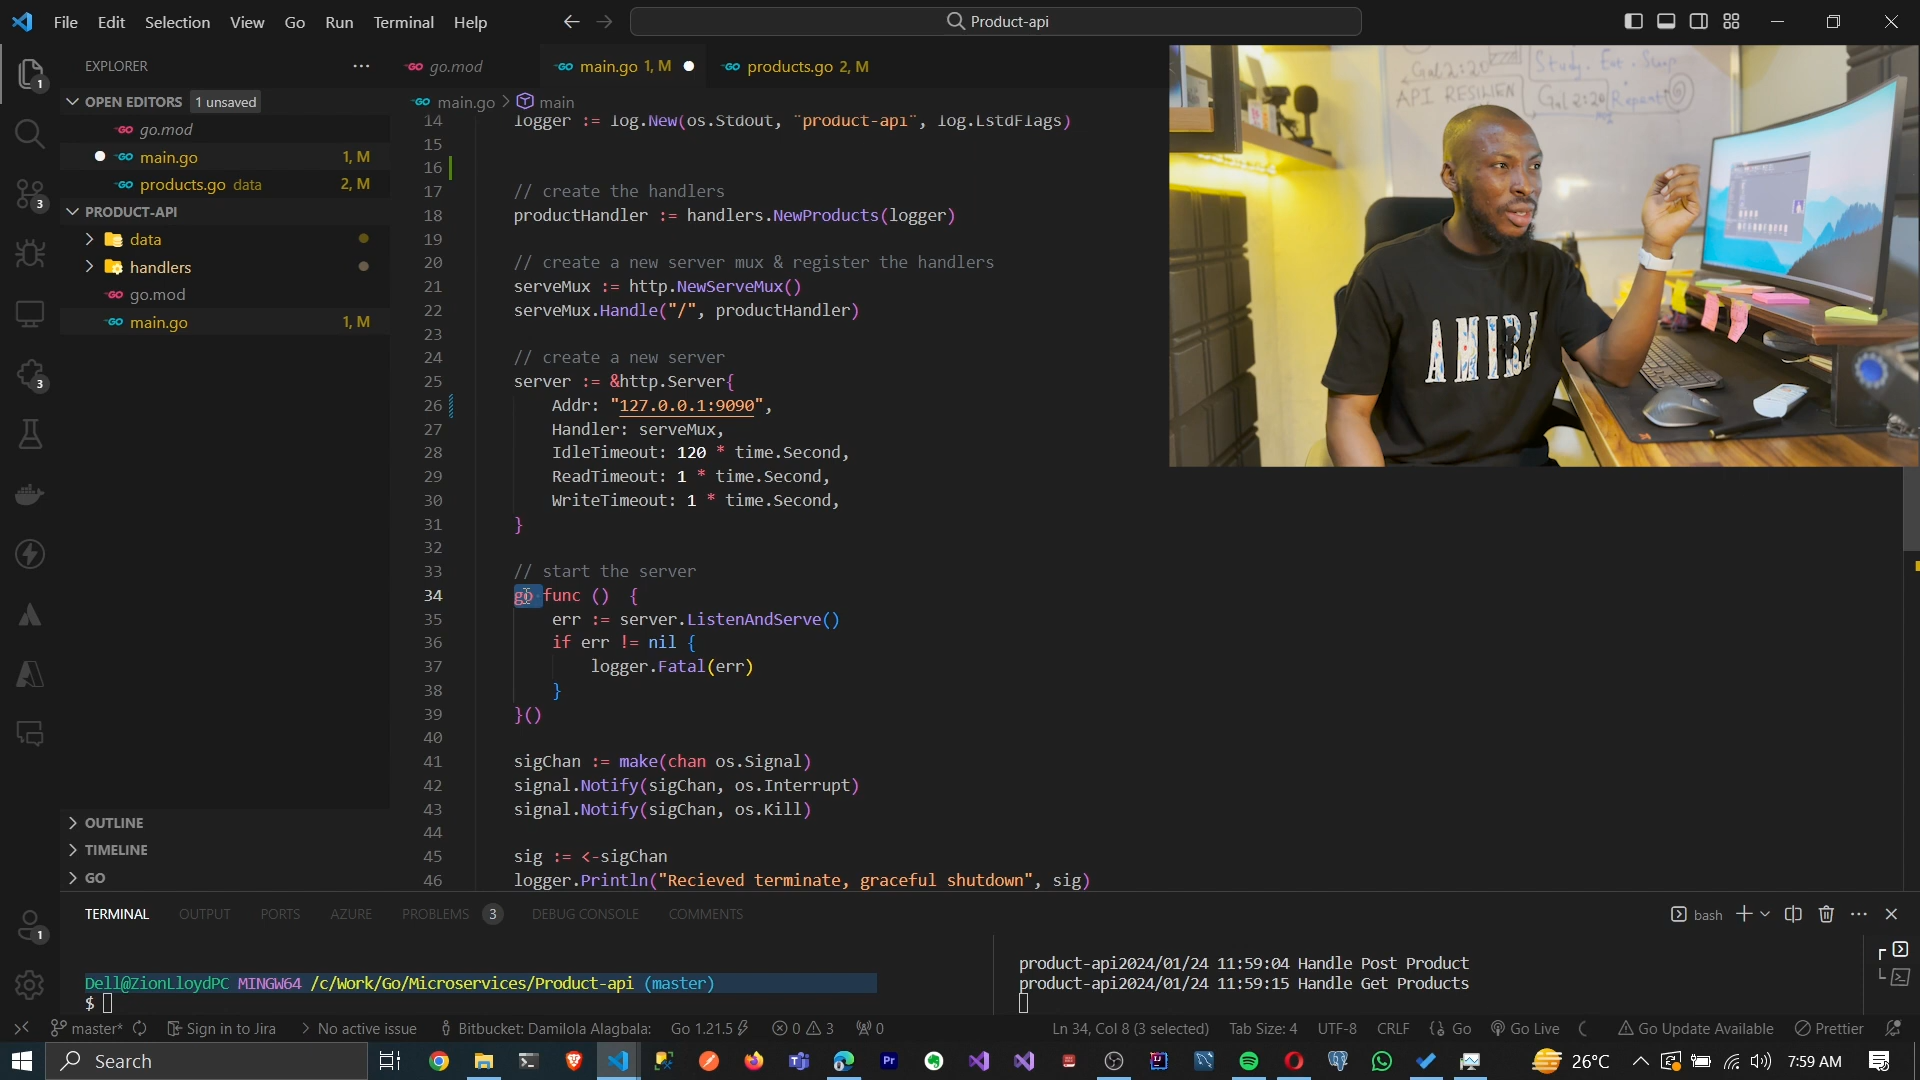 File Edit Selection View Go Run Terminal Help
Product-api
EXPLORER
OPEN EDITORS 1 unsaved
go.mod
main.go 1, M
products.go data 2, M
PRODUCT-API
data
handlers
go.mod
main.go 1, M
OUTLINE
TIMELINE
GO
1
3
3
1
go.mod main.go 1, M products.go 2, M
main.go > main
14 logger := log.New(os.Stdout, "product-api", log.LstdFlags)
15
16
17 // create the handlers
18 productHandler := handlers.NewProducts(logger)
19
20 // create a new server mux & register the handlers
21 serveMux := http.NewServeMux()
22 serveMux.Handle("/", productHandler)
23
24 // create a new server
25 server := &http.Server{
26 Addr: "127.0.0.1:9090",
27 Handler: serveMux,
28 IdleTimeout: 120 * time.Second,
29 ReadTimeout: 1 * time.Second,
30 WriteTimeout: 1 * time.Second,
31 }
32
33 // start the server
34 go func () {
35 err := server.ListenAndServe()
36 if err != nil {
37 logger.Fatal(err)
38 }
39 }()
40
41 sigChan := make(chan os.Signal)
42 signal.Notify(sigChan, os.Interrupt)
43 signal.Notify(sigChan, os.Kill)
44
45 sig := <-sigChan
46 logger.Println("Recieved terminate, graceful shutdown", sig)
API RESILIEN
Study. Eat. Sleep
Gal 2:20 Repeat
AMIRI
TERMINAL OUTPUT PORTS AZURE PROBLEMS 3 DEBUG CONSOLE COMMENTS
bash
Dell@ZionLloydPC MINGW64 /c/Work/Go/Microservices/Product-api (master)
$
product-api2024/01/24 11:59:04 Handle Post Product
product-api2024/01/24 11:59:15 Handle Get Products
master* Sign in to Jira No active issue Bitbucket: Damilola Alagbala: Go 1.21.5 0 3 0 Ln 34, Col 8 (3 selected) Tab Size: 4 UTF-8 CRLF Go Go Live Go Update Available Prettier
Search
26°C 7:59 AM